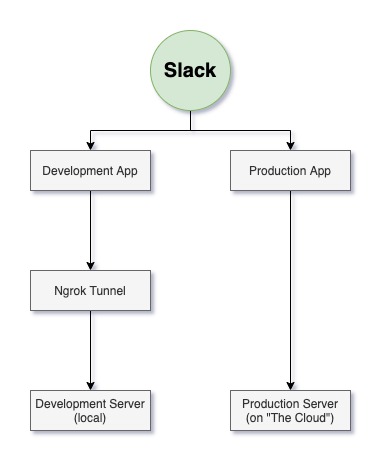 Slack
Development App
Production App
Ngrok Tunnel
Development Server
(local)
Production Server
(on "The Cloud")